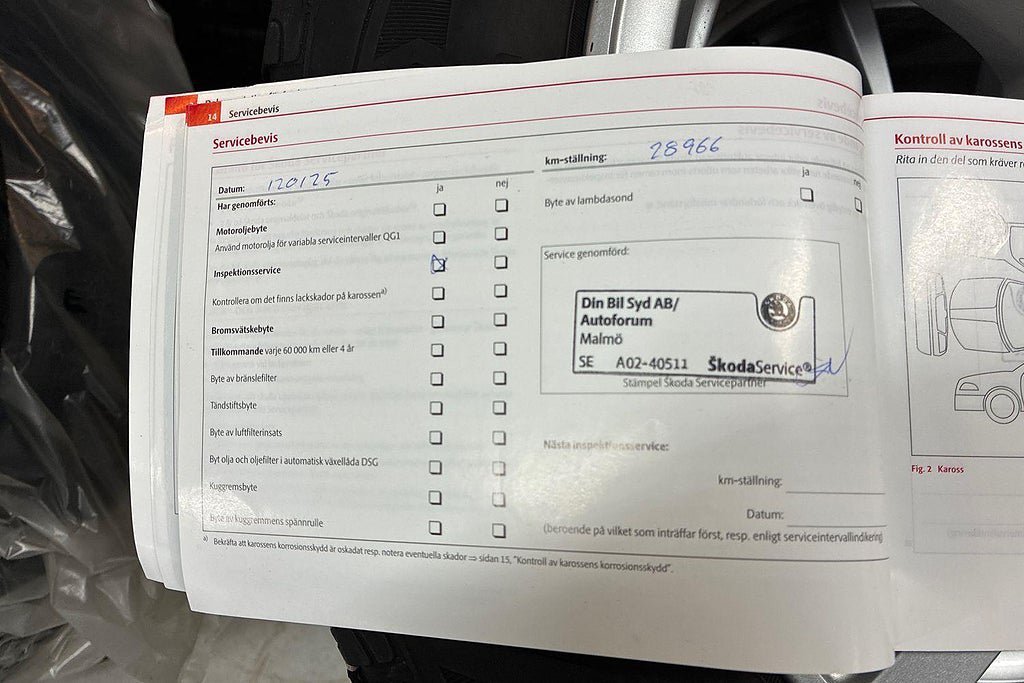 14 Servicebevis
Servicebevis
Datum: 120125
ja nej
Har genomförts:
Motoroljebyte
Använd motorolja för variabla serviceintervaller QG1
Inspektionsservice
Kontrollera om det finns lackskador på karossen a)
Bromsvätskebyte
Tillkommande varje 60 000 km eller 4 år
Byte av bränslefilter
Tändstiftsbyte
Byte av luftfilterinsats
Byt olja och oljefilter i automatisk växellåda DSG
Kuggremsbyte
Byte av kuggremmens spännrulle
km-ställning: 28966
ja nej
Byte av lambdasond
Service genomförd:
Din Bil Syd AB/
Autoforum
Malmö
SE A02-40511 ŠkodaService®
Stämpel Škoda Servicepartner
Nästa inspektionsservice:
km-ställning:
Datum:
(beroende på vilket som inträffar först, resp. enligt serviceintervallindikering
a) Bekräfta att karossens korrosionsskydd är oskadat resp. notera eventuella skador ⇒ sidan 15, "Kontroll av karossens korrosionsskydd".
Kontroll av karossens
Rita in den del som kräver
Fig. 2 Kaross